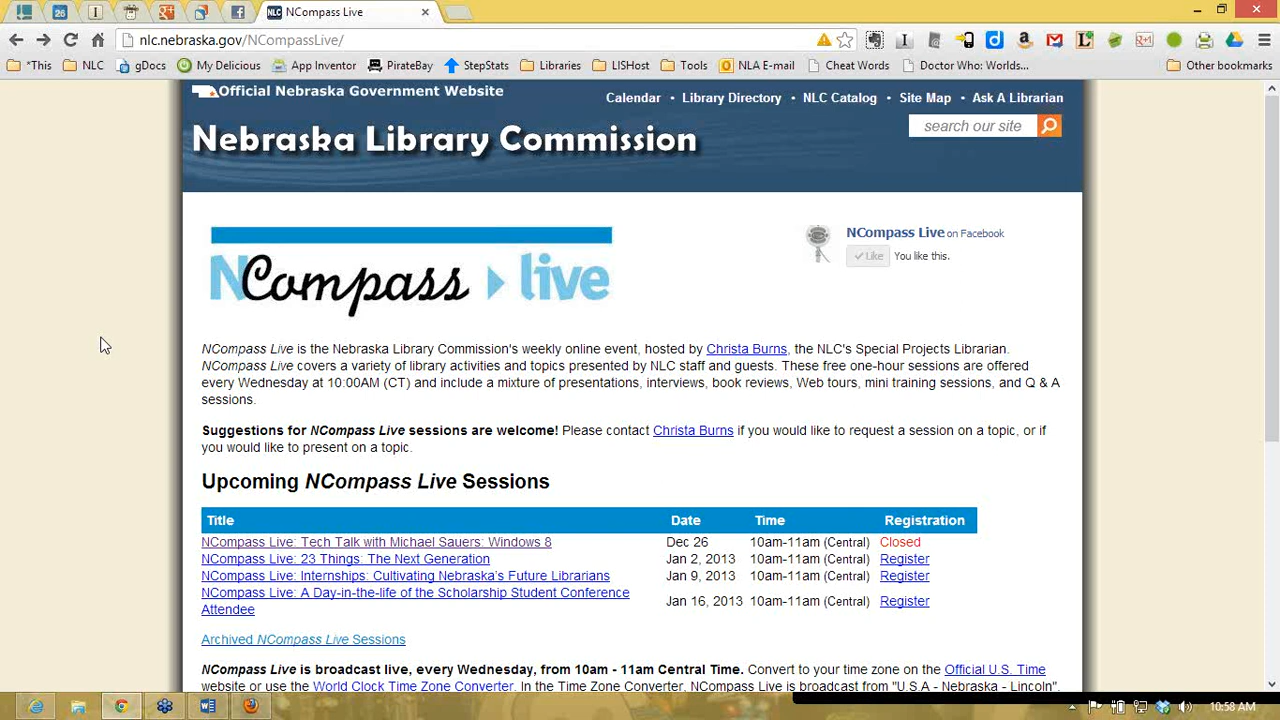 26
NCompass Live
nlc.nebraska.gov/NCompassLive/
*This NLC gDocs My Delicious App Inventor PirateBay StepStats Libraries LISHost Tools NLA E-mail Cheat Words Doctor Who: Worlds... Other bookmarks
Official Nebraska Government Website
Calendar • Library Directory • NLC Catalog • Site Map • Ask A Librarian
search our site
Nebraska Library Commission
NCompass live
NCompass Live on Facebook
Like You like this.
NCompass Live is the Nebraska Library Commission's weekly online event, hosted by Christa Burns, the NLC's Special Projects Librarian.
NCompass Live covers a variety of library activities and topics presented by NLC staff and guests. These free one-hour sessions are offered
every Wednesday at 10:00AM (CT) and include a mixture of presentations, interviews, book reviews, Web tours, mini training sessions, and Q & A
sessions.
Suggestions for NCompass Live sessions are welcome! Please contact Christa Burns if you would like to request a session on a topic, or if
you would like to present on a topic.
Upcoming NCompass Live Sessions
Title Date Time Registration
NCompass Live: Tech Talk with Michael Sauers: Windows 8 Dec 26 10am-11am (Central) Closed
NCompass Live: 23 Things: The Next Generation Jan 2, 2013 10am-11am (Central) Register
NCompass Live: Internships: Cultivating Nebraska's Future Librarians Jan 9, 2013 10am-11am (Central) Register
NCompass Live: A Day-in-the-life of the Scholarship Student Conference
Attendee Jan 16, 2013 10am-11am (Central) Register
Archived NCompass Live Sessions
NCompass Live is broadcast live, every Wednesday, from 10am - 11am Central Time. Convert to your time zone on the Official U.S. Time
website or use the World Clock Time Zone Converter. In the Time Zone Converter, NCompass Live is broadcast from "U.S.A - Nebraska - Lincoln".
10:58 AM